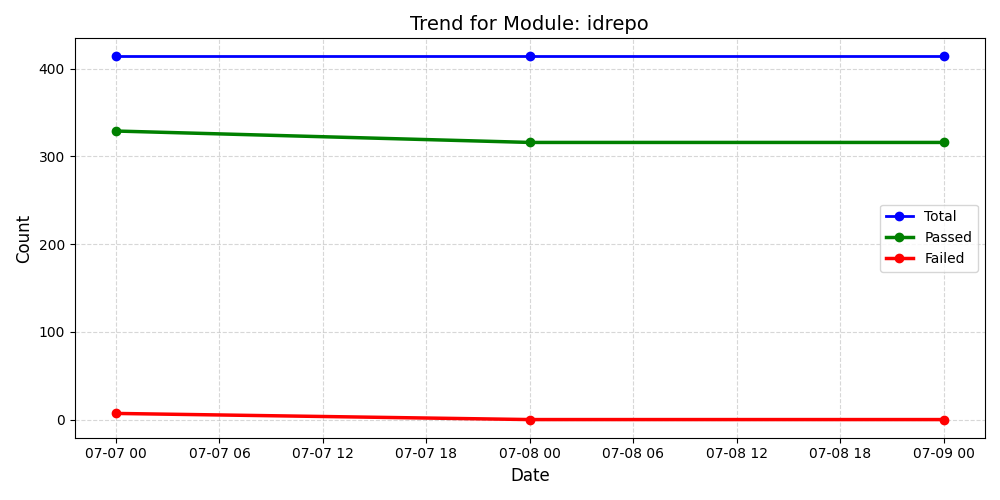 Trend for Module: idrepo
Count
400
300
200
100
0
Total
Passed
Failed
07-07 00
07-07 06
07-07 12
07-07 18
07-08 00
07-08 06
07-08 12
07-08 18
07-09 00
Date